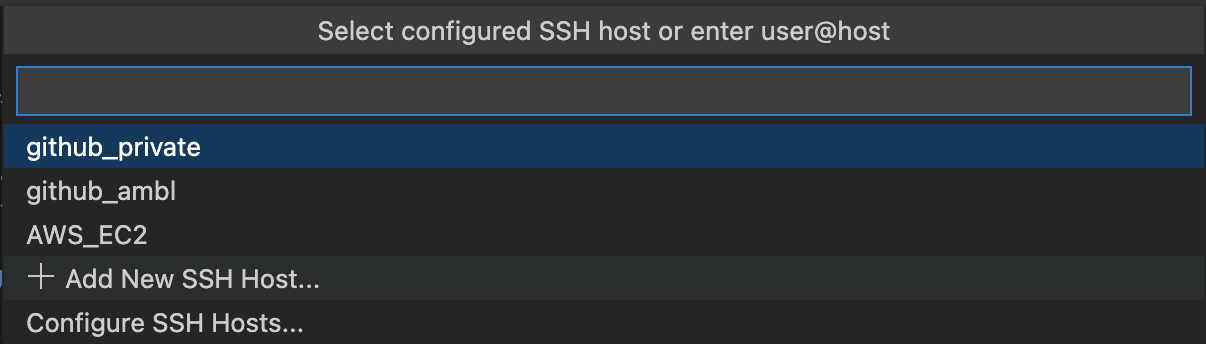 Select configured SSH host or enter user@host
github_private
github_ambl
AWS_EC2
+ Add New SSH Host...
Configure SSH Hosts...